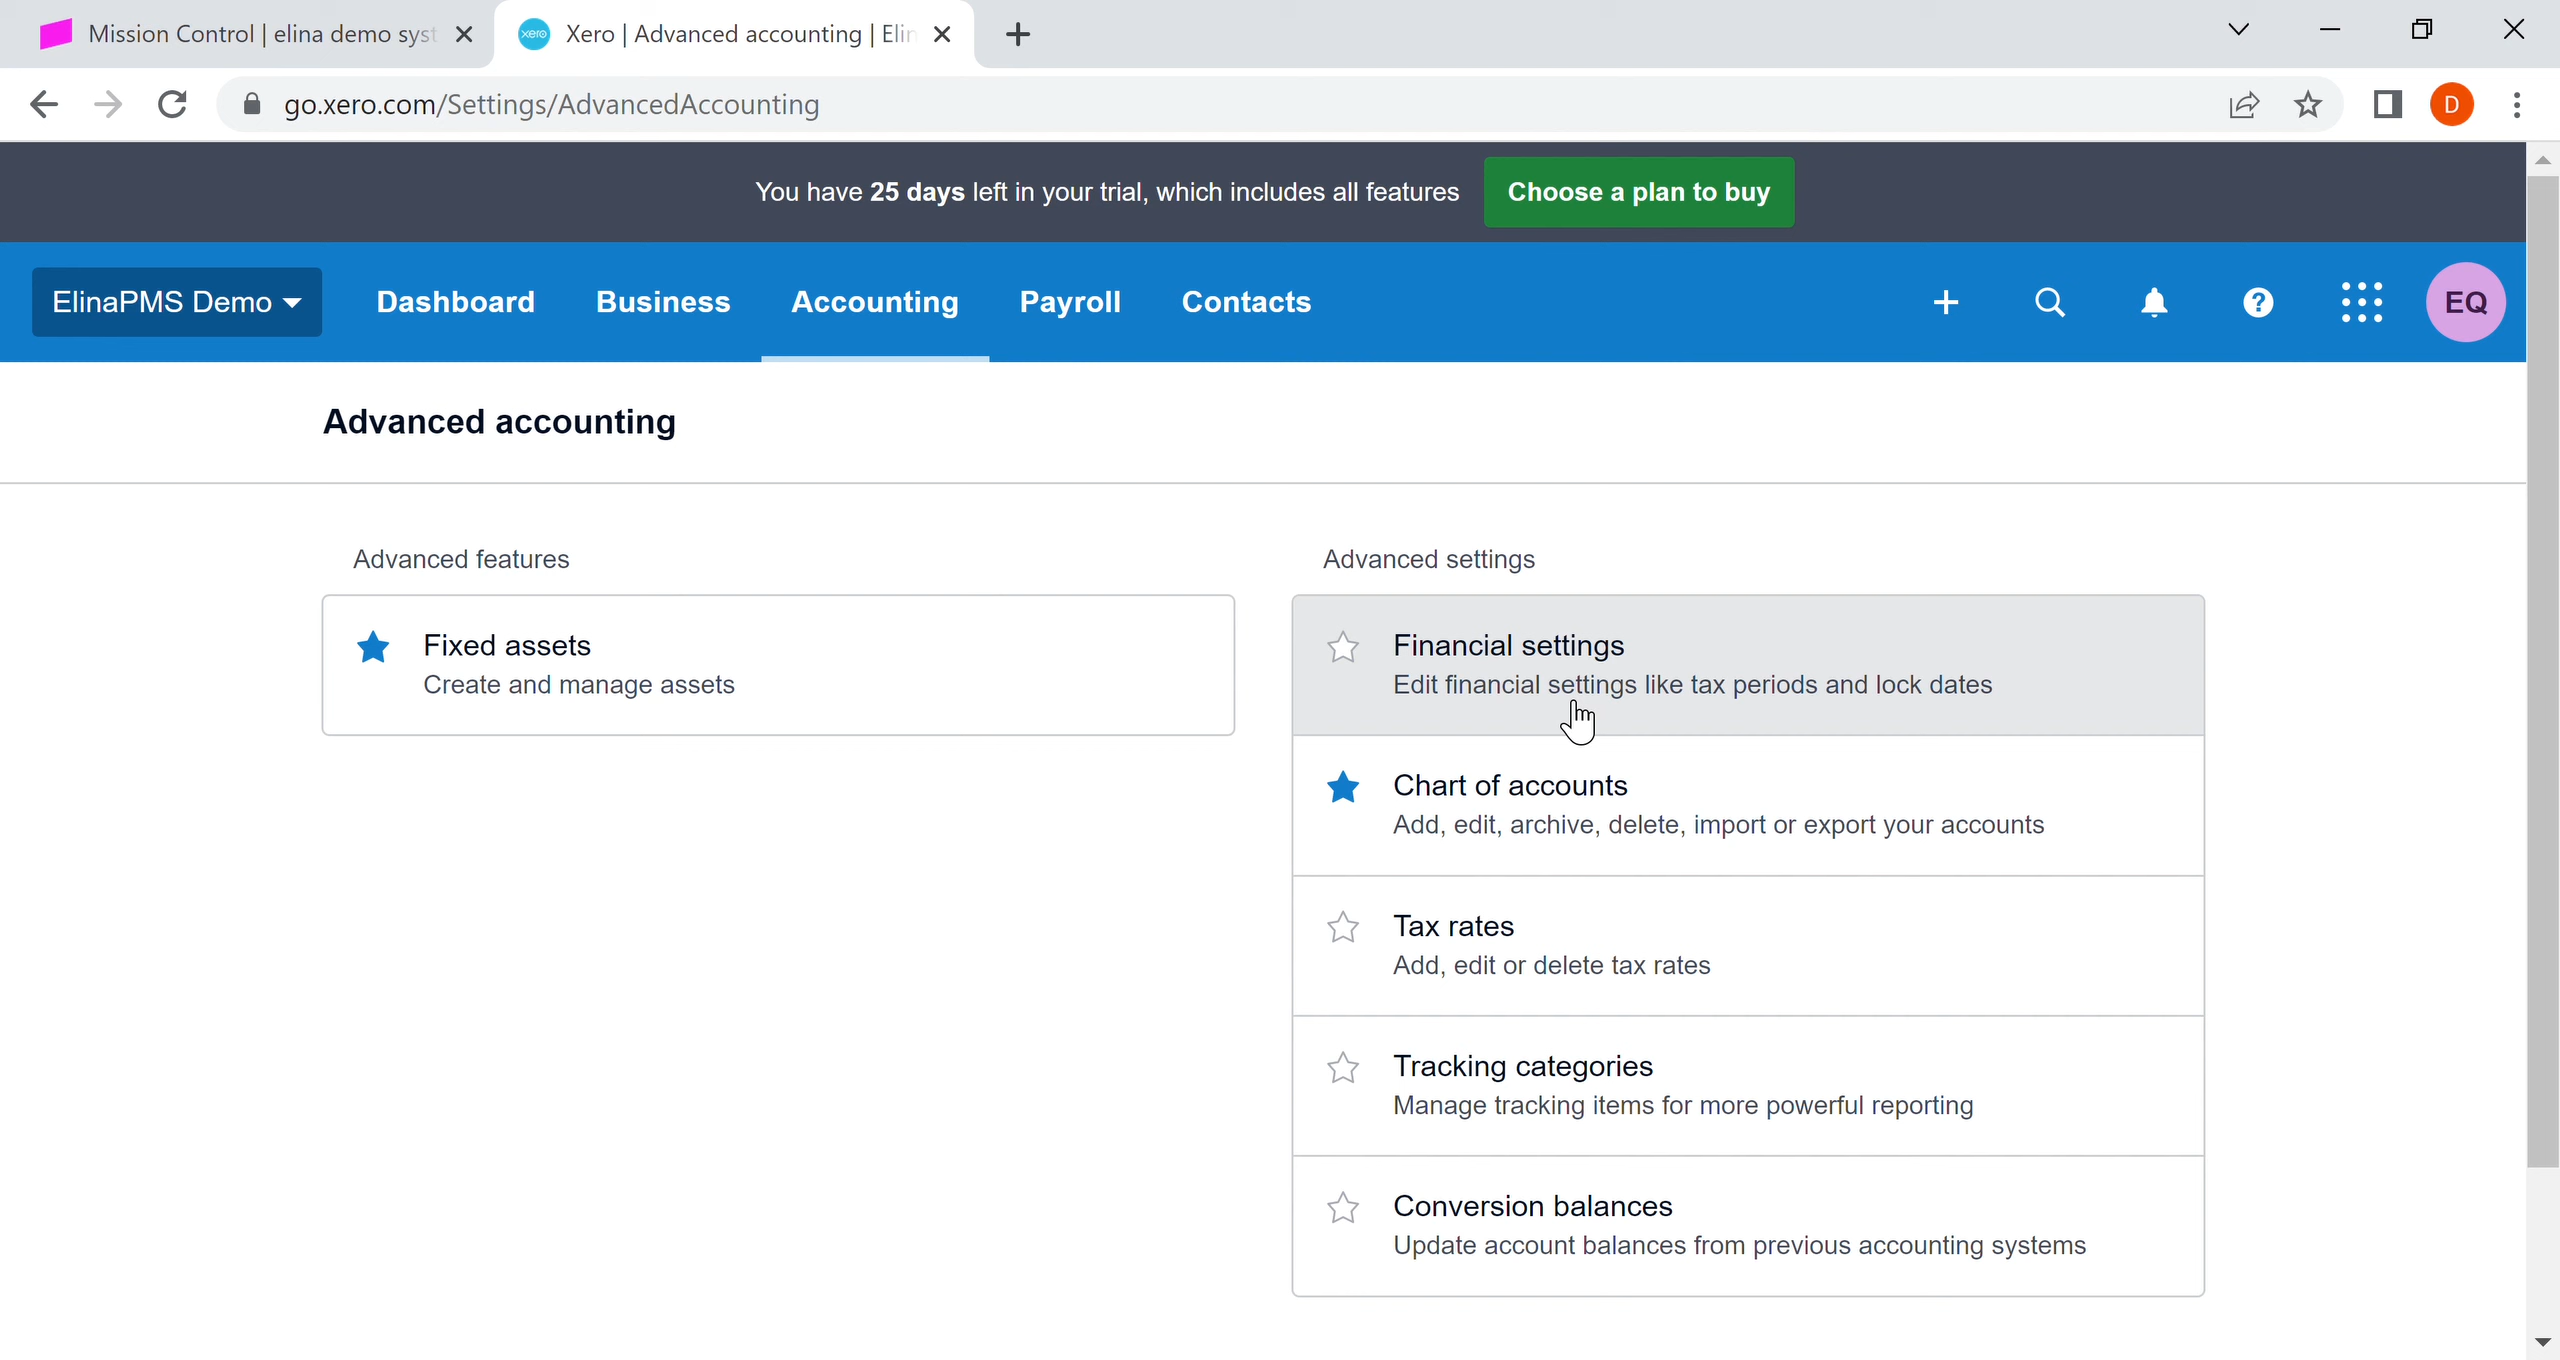 Mission Control | elina demo syst
xero
Xero | Advanced accounting | Elin
go.xero.com/Settings/AdvancedAccounting
D
You have 25 days left in your trial, which includes all features
Choose a plan to buy
ElinaPMS Demo
Dashboard
Business
Accounting
Payroll
Contacts
?
EQ
Advanced accounting
Advanced features
Fixed assets
Create and manage assets
Advanced settings
Financial settings
Edit financial settings like tax periods and lock dates
Chart of accounts
Add, edit, archive, delete, import or export your accounts
Tax rates
Add, edit or delete tax rates
Tracking categories
Manage tracking items for more powerful reporting
Conversion balances
Update account balances from previous accounting systems